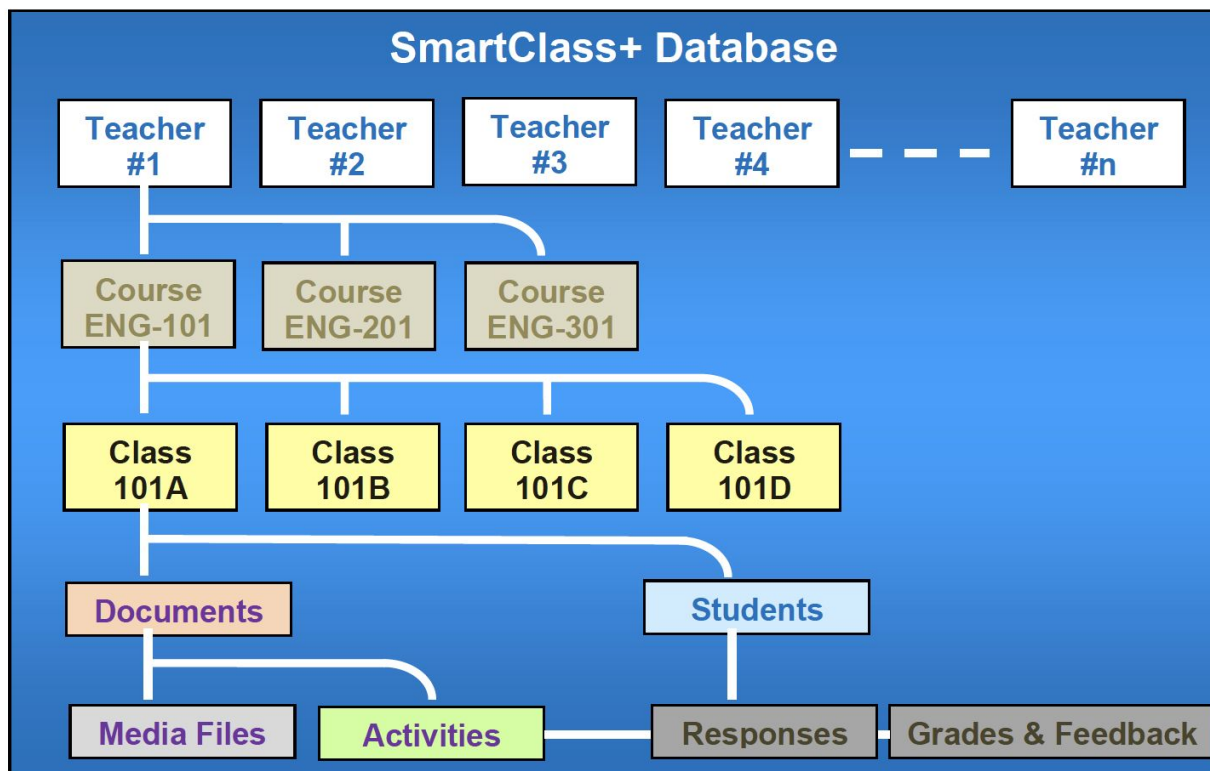 SmartClass+ Database
Teacher
#1
Teacher
#2
Teacher
#3
Teacher
#4
Teacher
#n
Course
ENG-101
Course
ENG-201
Course
ENG-301
Class
101A
Class
101B
Class
101C
Class
101D
Documents
Students
Media Files
Activities
Responses
Grades & Feedback